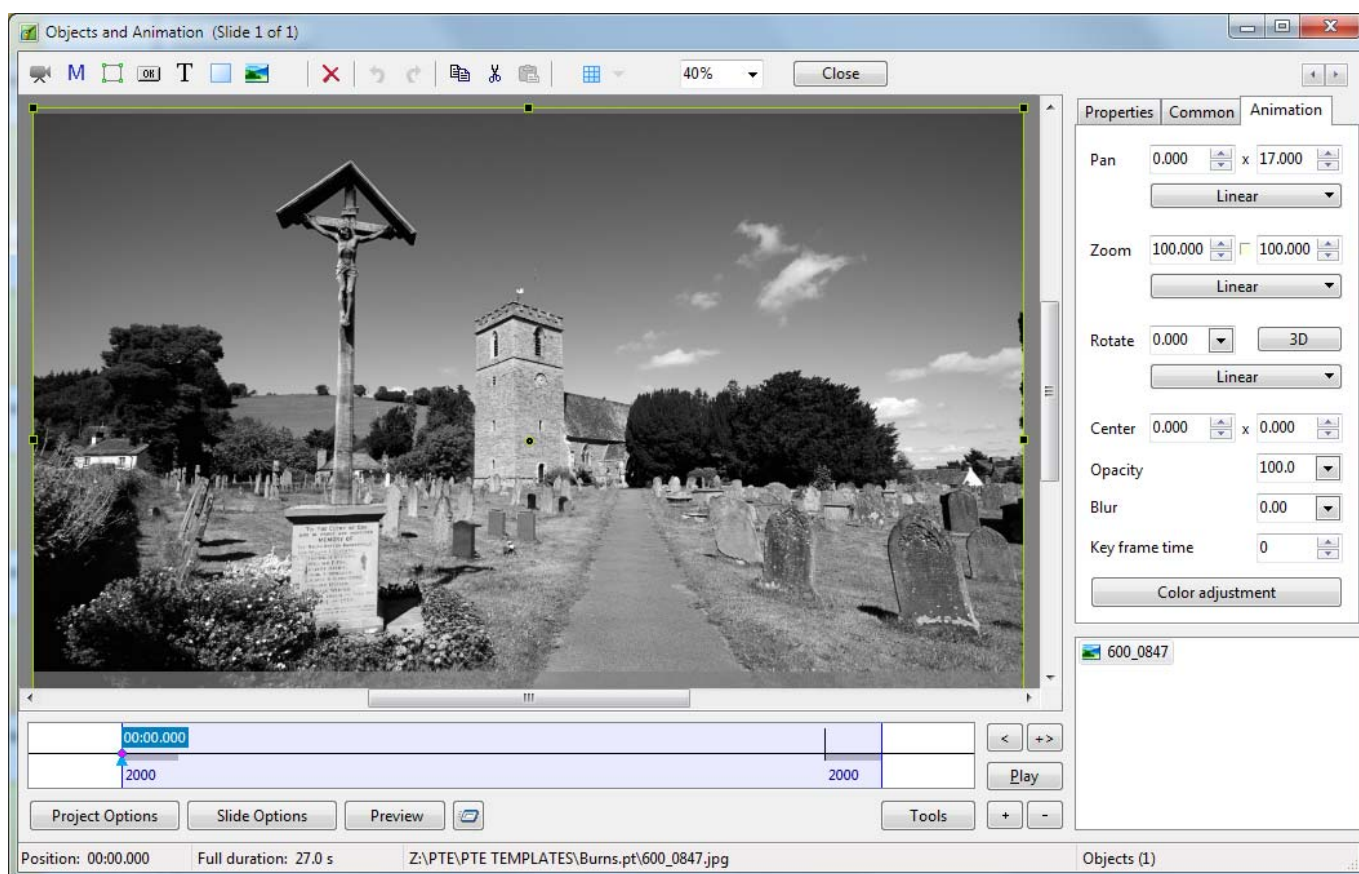 Objects and Animation (Slide 1 of 1)
M OK T 40% Close
Properties Common Animation
Pan 0.000 x 17.000
Linear
Zoom 100.000 100.000
Linear
Rotate 0.000 3D
Linear
Center 0.000 x 0.000
Opacity 100.0
Blur 0.00
Key frame time 0
Color adjustment
600_0847
MEMORY OF
00:00.000
2000 2000
< +>
Play
Project Options Slide Options Preview Tools + -
Position: 00:00.000 Full duration: 27.0 s Z:\PTE\PTE TEMPLATES\Burns.pt\600_0847.jpg Objects (1)